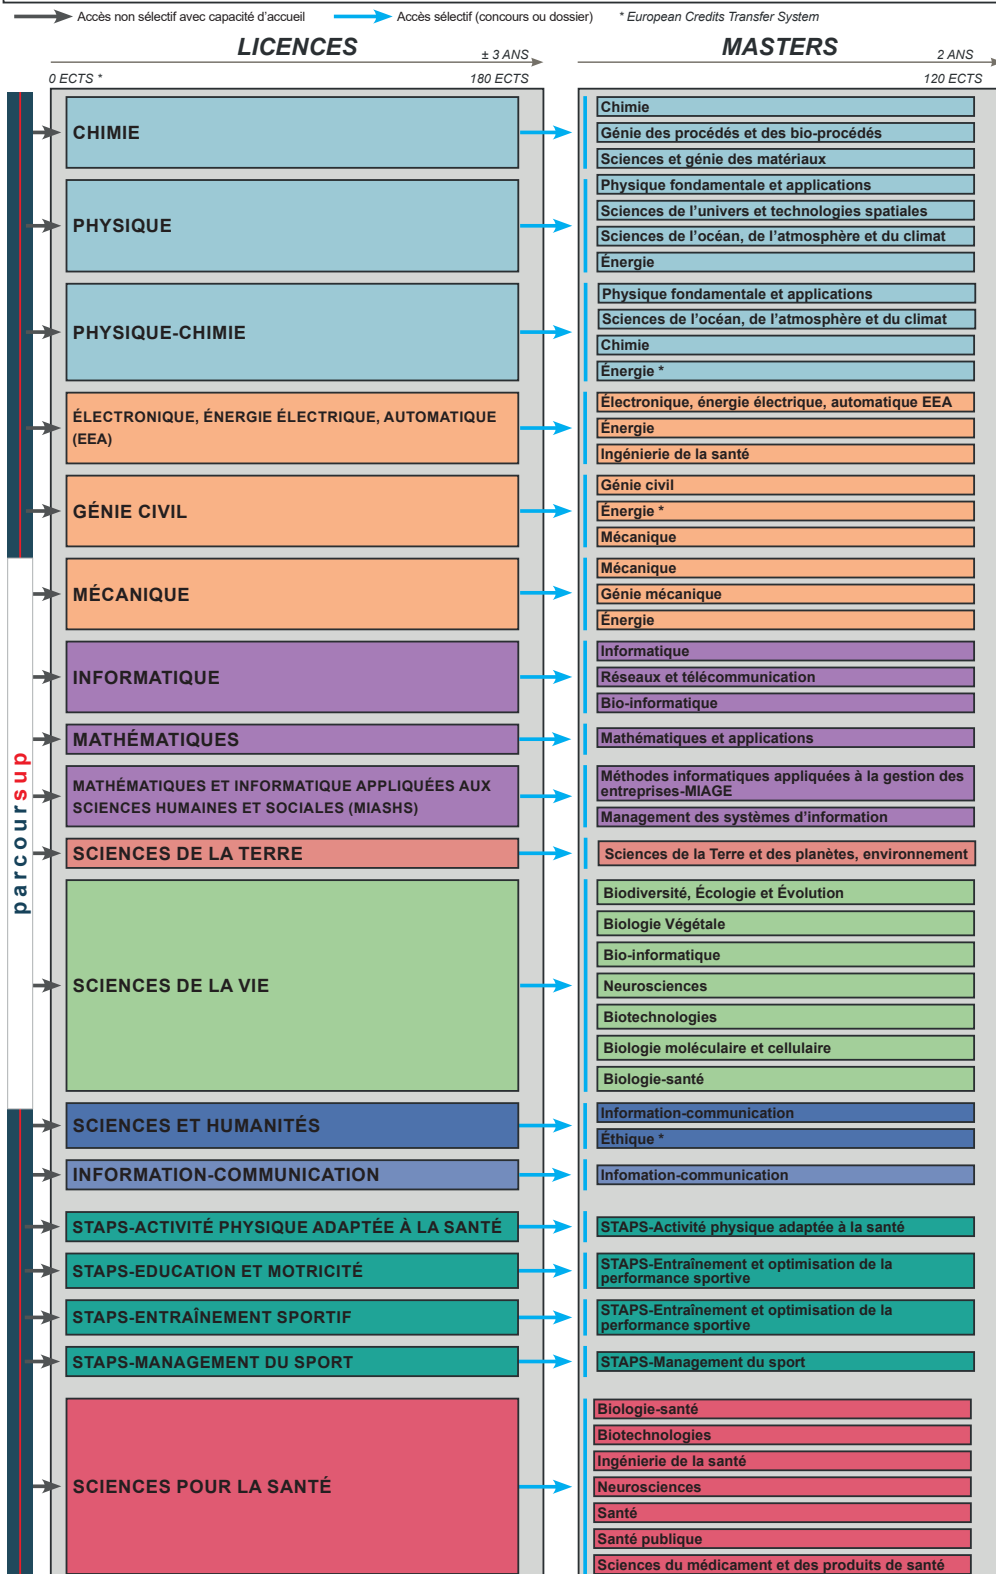 Accès non sélectif avec capacité d'accueil
Accès sélectif (concours ou dossier)
* European Credits Transfer System
LICENCES
± 3 ANS
MASTERS
2 ANS
0 ECTS *
180 ECTS
120 ECTS
parcoursup
CHIMIE
Chimie
Génie des procédés et des bio-procédés
Sciences et génie des matériaux
PHYSIQUE
Physique fondamentale et applications
Sciences de l'univers et technologies spatiales
Sciences de l'océan, de l'atmosphère et du climat
Énergie
PHYSIQUE-CHIMIE
Physique fondamentale et applications
Sciences de l'océan, de l'atmosphère et du climat
Chimie
Énergie *
ÉLECTRONIQUE, ÉNERGIE ÉLECTRIQUE, AUTOMATIQUE
(EEA)
Électronique, énergie électrique, automatique EEA
Énergie
Ingénierie de la santé
GÉNIE CIVIL
Génie civil
Énergie *
Mécanique
MÉCANIQUE
Mécanique
Génie mécanique
Énergie
INFORMATIQUE
Informatique
Réseaux et télécommunication
Bio-informatique
MATHÉMATIQUES
Mathématiques et applications
MATHÉMATIQUES ET INFORMATIQUE APPLIQUÉES AUX
SCIENCES HUMAINES ET SOCIALES (MIASHS)
Méthodes informatiques appliquées à la gestion des
entreprises-MIAGE
Management des systèmes d'information
SCIENCES DE LA TERRE
Sciences de la Terre et des planètes, environnement
SCIENCES DE LA VIE
Biodiversité, Écologie et Évolution
Biologie Végétale
Bio-informatique
Neurosciences
Biotechnologies
Biologie moléculaire et cellulaire
Biologie-santé
SCIENCES ET HUMANITÉS
Information-communication
Éthique *
INFORMATION-COMMUNICATION
Infomation-communication
STAPS-ACTIVITÉ PHYSIQUE ADAPTÉE À LA SANTÉ
STAPS-Activité physique adaptée à la santé
STAPS-EDUCATION ET MOTRICITÉ
STAPS-Entraînement et optimisation de la
performance sportive
STAPS-ENTRAÎNEMENT SPORTIF
STAPS-Entraînement et optimisation de la
performance sportive
STAPS-MANAGEMENT DU SPORT
STAPS-Management du sport
SCIENCES POUR LA SANTÉ
Biologie-santé
Biotechnologies
Ingénierie de la santé
Neurosciences
Santé
Santé publique
Sciences du médicament et des produits de santé